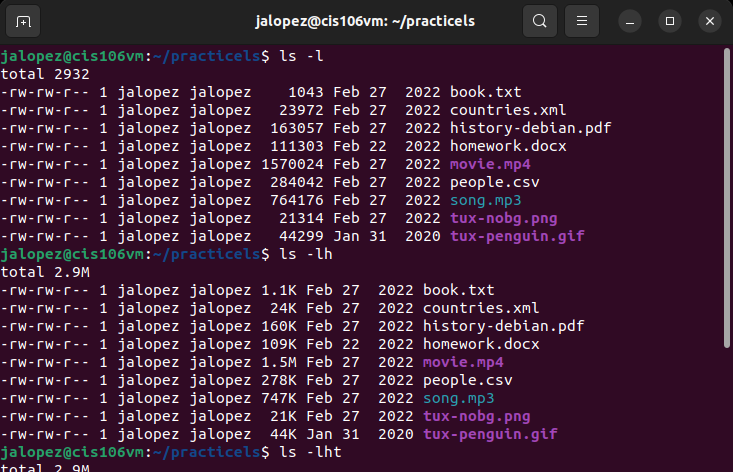 jalopez@cis106vm: ~/practicels
jalopez@cis106vm:~/practicels$ ls -l
total 2932
-rw-rw-r-- 1 jalopez jalopez    1043 Feb 27  2022 book.txt
-rw-rw-r-- 1 jalopez jalopez   23972 Feb 27  2022 countries.xml
-rw-rw-r-- 1 jalopez jalopez  163057 Feb 27  2022 history-debian.pdf
-rw-rw-r-- 1 jalopez jalopez  111303 Feb 22  2022 homework.docx
-rw-rw-r-- 1 jalopez jalopez 1570024 Feb 27  2022 movie.mp4
-rw-rw-r-- 1 jalopez jalopez  284042 Feb 27  2022 people.csv
-rw-rw-r-- 1 jalopez jalopez  764176 Feb 27  2022 song.mp3
-rw-rw-r-- 1 jalopez jalopez   21314 Feb 27  2022 tux-nobg.png
-rw-rw-r-- 1 jalopez jalopez   44299 Jan 31  2020 tux-penguin.gif
jalopez@cis106vm:~/practicels$ ls -lh
total 2.9M
-rw-rw-r-- 1 jalopez jalopez 1.1K Feb 27  2022 book.txt
-rw-rw-r-- 1 jalopez jalopez  24K Feb 27  2022 countries.xml
-rw-rw-r-- 1 jalopez jalopez 160K Feb 27  2022 history-debian.pdf
-rw-rw-r-- 1 jalopez jalopez 109K Feb 22  2022 homework.docx
-rw-rw-r-- 1 jalopez jalopez 1.5M Feb 27  2022 movie.mp4
-rw-rw-r-- 1 jalopez jalopez 278K Feb 27  2022 people.csv
-rw-rw-r-- 1 jalopez jalopez 747K Feb 27  2022 song.mp3
-rw-rw-r-- 1 jalopez jalopez  21K Feb 27  2022 tux-nobg.png
-rw-rw-r-- 1 jalopez jalopez  44K Jan 31  2020 tux-penguin.gif
jalopez@cis106vm:~/practicels$ ls -lht
total 2.9M